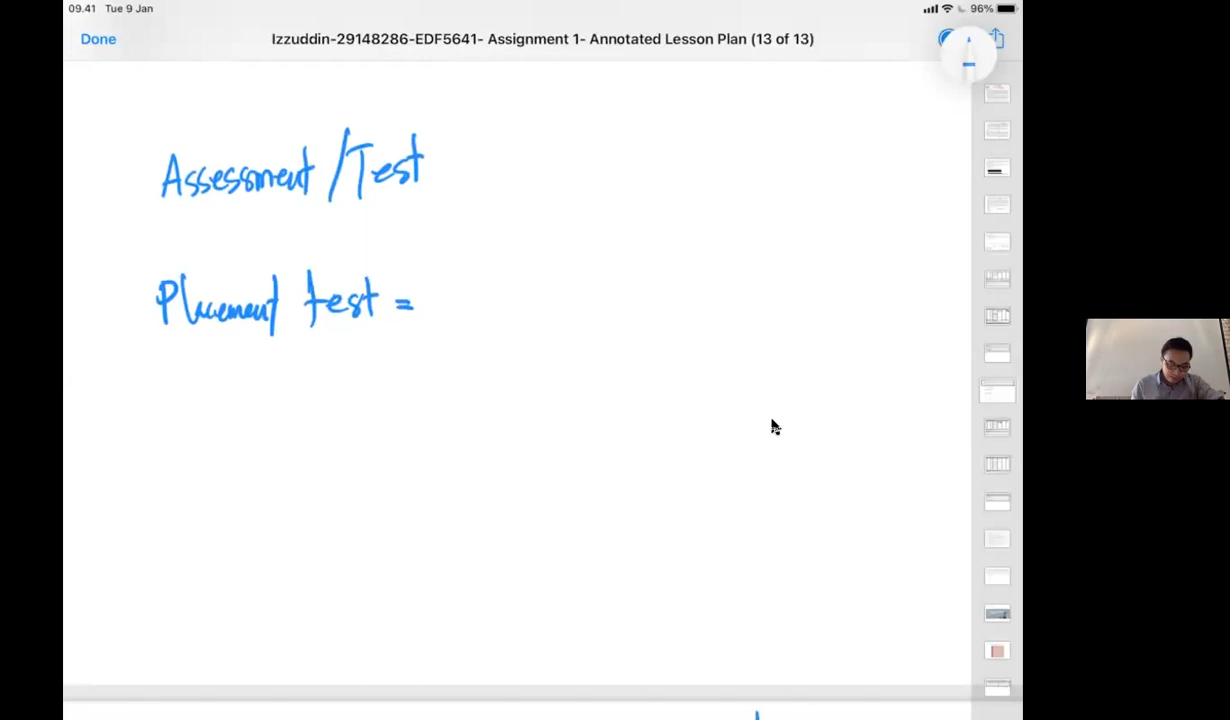 09.41 Tue 9 Jan
96%
Done
Izzuddin-29148286-EDF5641- Assignment 1- Annotated Lesson Plan (13 of 13)
Assessment / Test
Placement test =